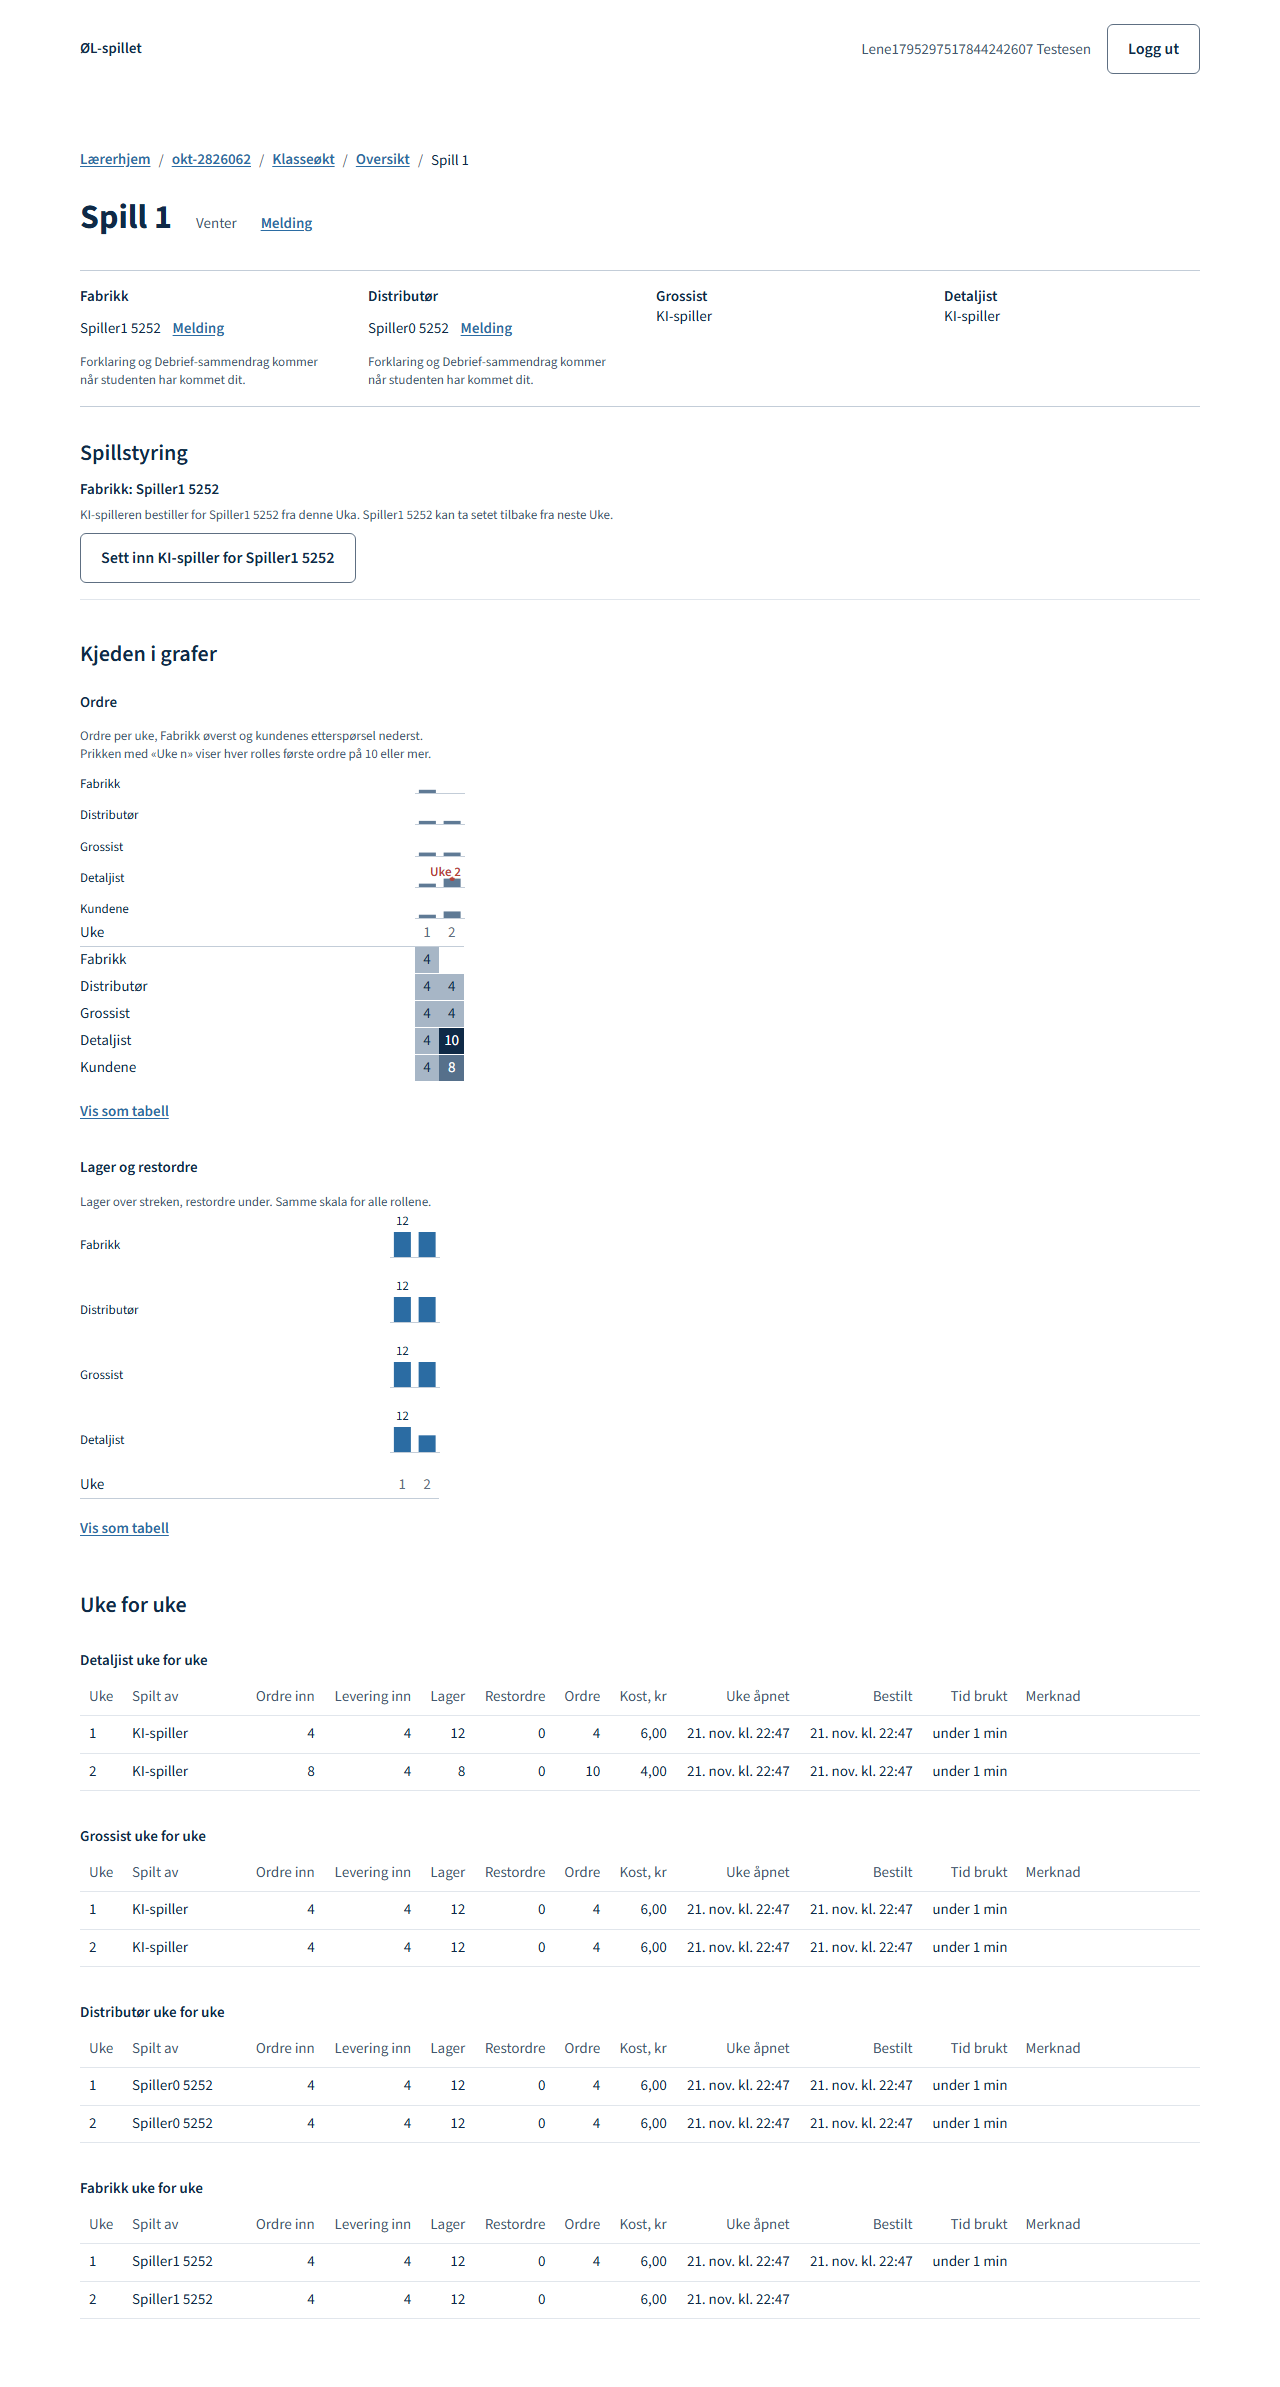 ØL-spillet
Lene1795297517844242607 Testesen
Logg ut
Lærerhjem / okt-2826062 / Klasseøkt / Oversikt / Spill 1
Spill 1 Venter Melding
Fabrikk
Spiller1 5252 Melding
Forklaring og Debrief-sammendrag kommer
når studenten har kommet dit.
Distributør
Spiller0 5252 Melding
Forklaring og Debrief-sammendrag kommer
når studenten har kommet dit.
Grossist
KI-spiller
Detaljist
KI-spiller
Spillstyring
Fabrikk: Spiller1 5252
KI-spilleren bestiller for Spiller1 5252 fra denne Uka. Spiller1 5252 kan ta setet tilbake fra neste Uke.
Sett inn KI-spiller for Spiller1 5252
Kjeden i grafer
Ordre
Ordre per uke, Fabrikk øverst og kundenes etterspørsel nederst.
Prikken med «Uke n» viser hver rolles første ordre på 10 eller mer.
Fabrikk
Distributør
Grossist
Detaljist Uke 2
Kundene
Uke 1 2
Fabrikk 4
Distributør 4 4
Grossist 4 4
Detaljist 4 10
Kundene 4 8
Vis som tabell
Lager og restordre
Lager over streken, restordre under. Samme skala for alle rollene.
12
Fabrikk
12
Distributør
12
Grossist
12
Detaljist
Uke 1 2
Vis som tabell
Uke for uke
Detaljist uke for uke
Uke Spilt av Ordre inn Levering inn Lager Restordre Ordre Kost, kr Uke åpnet Bestilt Tid brukt Merknad
1 KI-spiller 4 4 12 0 4 6,00 21. nov. kl. 22:47 21. nov. kl. 22:47 under 1 min
2 KI-spiller 8 4 8 0 10 4,00 21. nov. kl. 22:47 21. nov. kl. 22:47 under 1 min
Grossist uke for uke
Uke Spilt av Ordre inn Levering inn Lager Restordre Ordre Kost, kr Uke åpnet Bestilt Tid brukt Merknad
1 KI-spiller 4 4 12 0 4 6,00 21. nov. kl. 22:47 21. nov. kl. 22:47 under 1 min
2 KI-spiller 4 4 12 0 4 6,00 21. nov. kl. 22:47 21. nov. kl. 22:47 under 1 min
Distributør uke for uke
Uke Spilt av Ordre inn Levering inn Lager Restordre Ordre Kost, kr Uke åpnet Bestilt Tid brukt Merknad
1 Spiller0 5252 4 4 12 0 4 6,00 21. nov. kl. 22:47 21. nov. kl. 22:47 under 1 min
2 Spiller0 5252 4 4 12 0 4 6,00 21. nov. kl. 22:47 21. nov. kl. 22:47 under 1 min
Fabrikk uke for uke
Uke Spilt av Ordre inn Levering inn Lager Restordre Ordre Kost, kr Uke åpnet Bestilt Tid brukt Merknad
1 Spiller1 5252 4 4 12 0 4 6,00 21. nov. kl. 22:47 21. nov. kl. 22:47 under 1 min
2 Spiller1 5252 4 4 12 0 6,00 21. nov. kl. 22:47